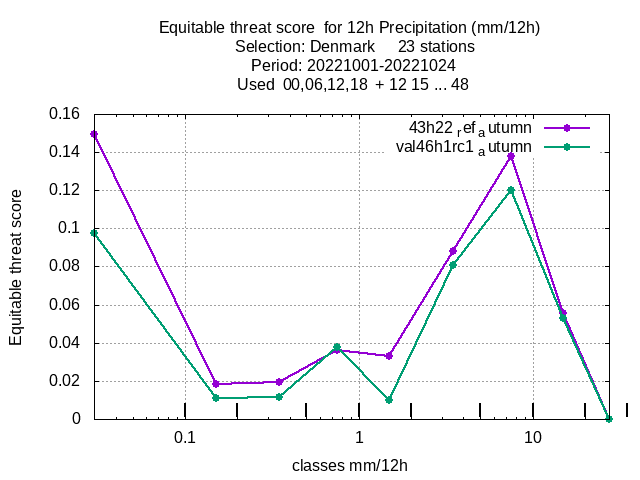 Equitable threat score  for 12h Precipitation (mm/12h)
Selection: Denmark     23 stations
Period: 20221001-20221024
Used  00,06,12,18  + 12 15 ... 48
43h22 ref a utumn
val46h1rc1 a utumn
0.16
0.14
0.12
0.1
0.08
0.06
0.04
0.02
0
Equitable threat score
0.1
1
10
classes mm/12h